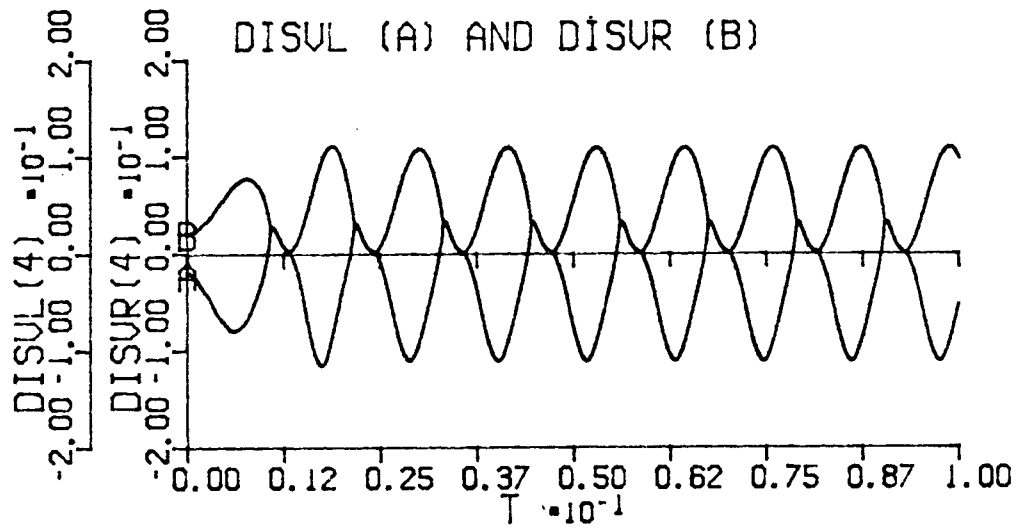 DISVL (A) AND DISVR (B)
DISVL(4) *10^-1
-2.00 -1.00 0.00 1.00 2.00
DISVR(4) *10^-1
-2.00 -1.00 0.00 1.00 2.00
B
A
0.00 0.12 0.25 0.37 0.50 0.62 0.75 0.87 1.00
T *10^-1